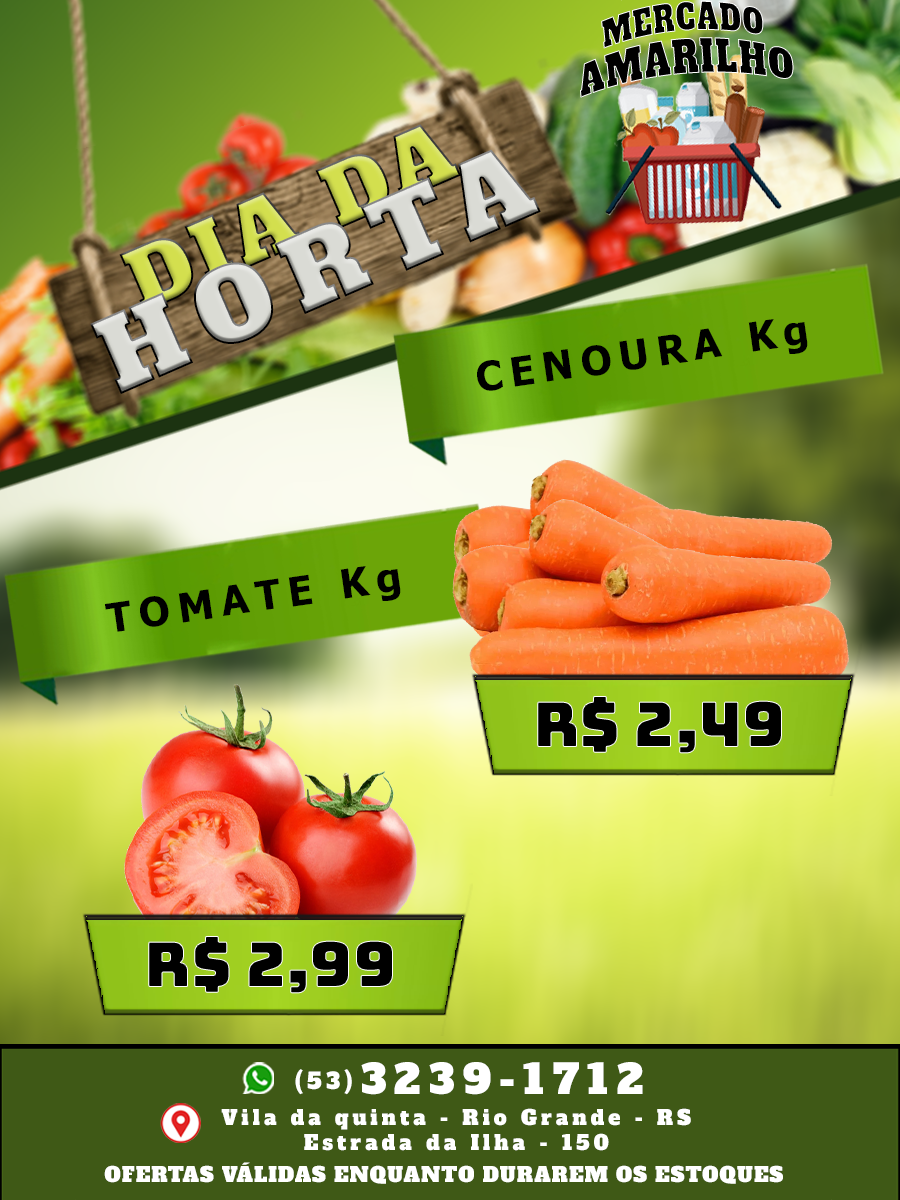 MERCADO
AMARILHO
DIA DA
HORTA
CENOURA Kg
TOMATE Kg
R$ 2,49
R$ 2,99
(53) 3239-1712
Vila da quinta - Rio Grande - RS
Estrada da Ilha - 150
OFERTAS VÁLIDAS ENQUANTO DURAREM OS ESTOQUES